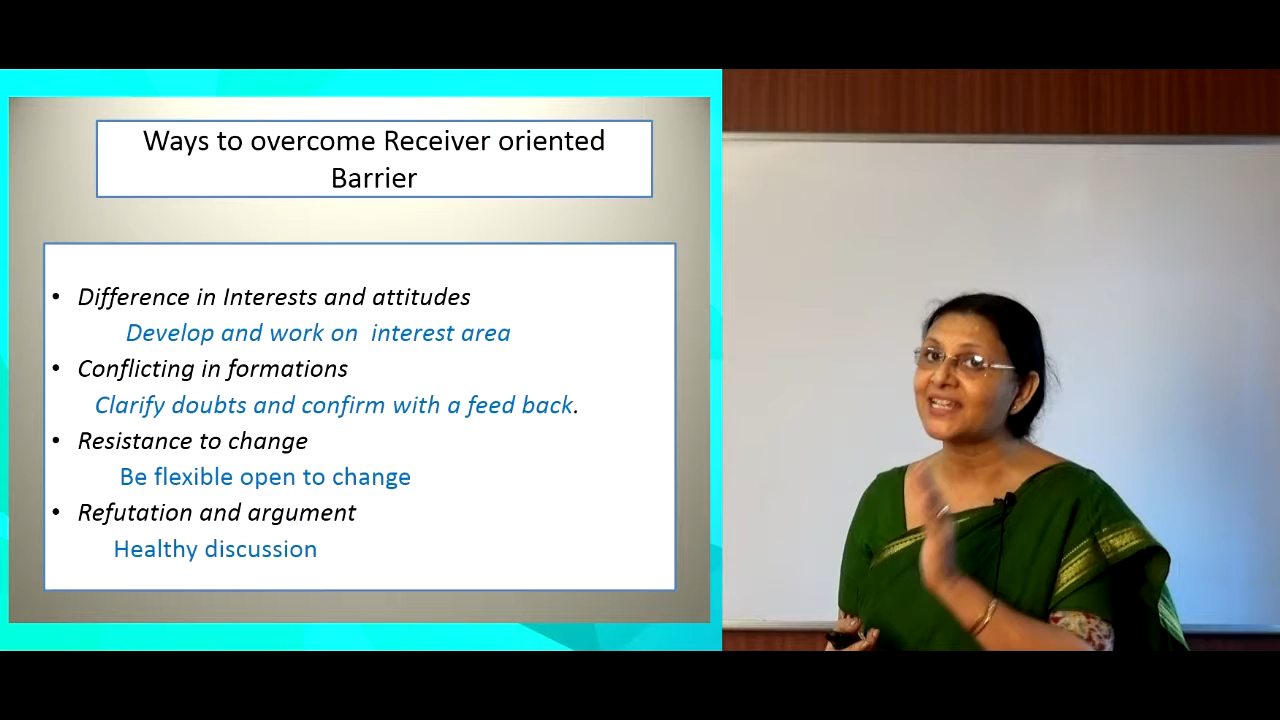 Ways to overcome Receiver oriented
Barrier
• Difference in Interests and attitudes
Develop and work on interest area
• Conflicting in formations
Clarify doubts and confirm with a feed back.
• Resistance to change
Be flexible open to change
• Refutation and argument
Healthy discussion